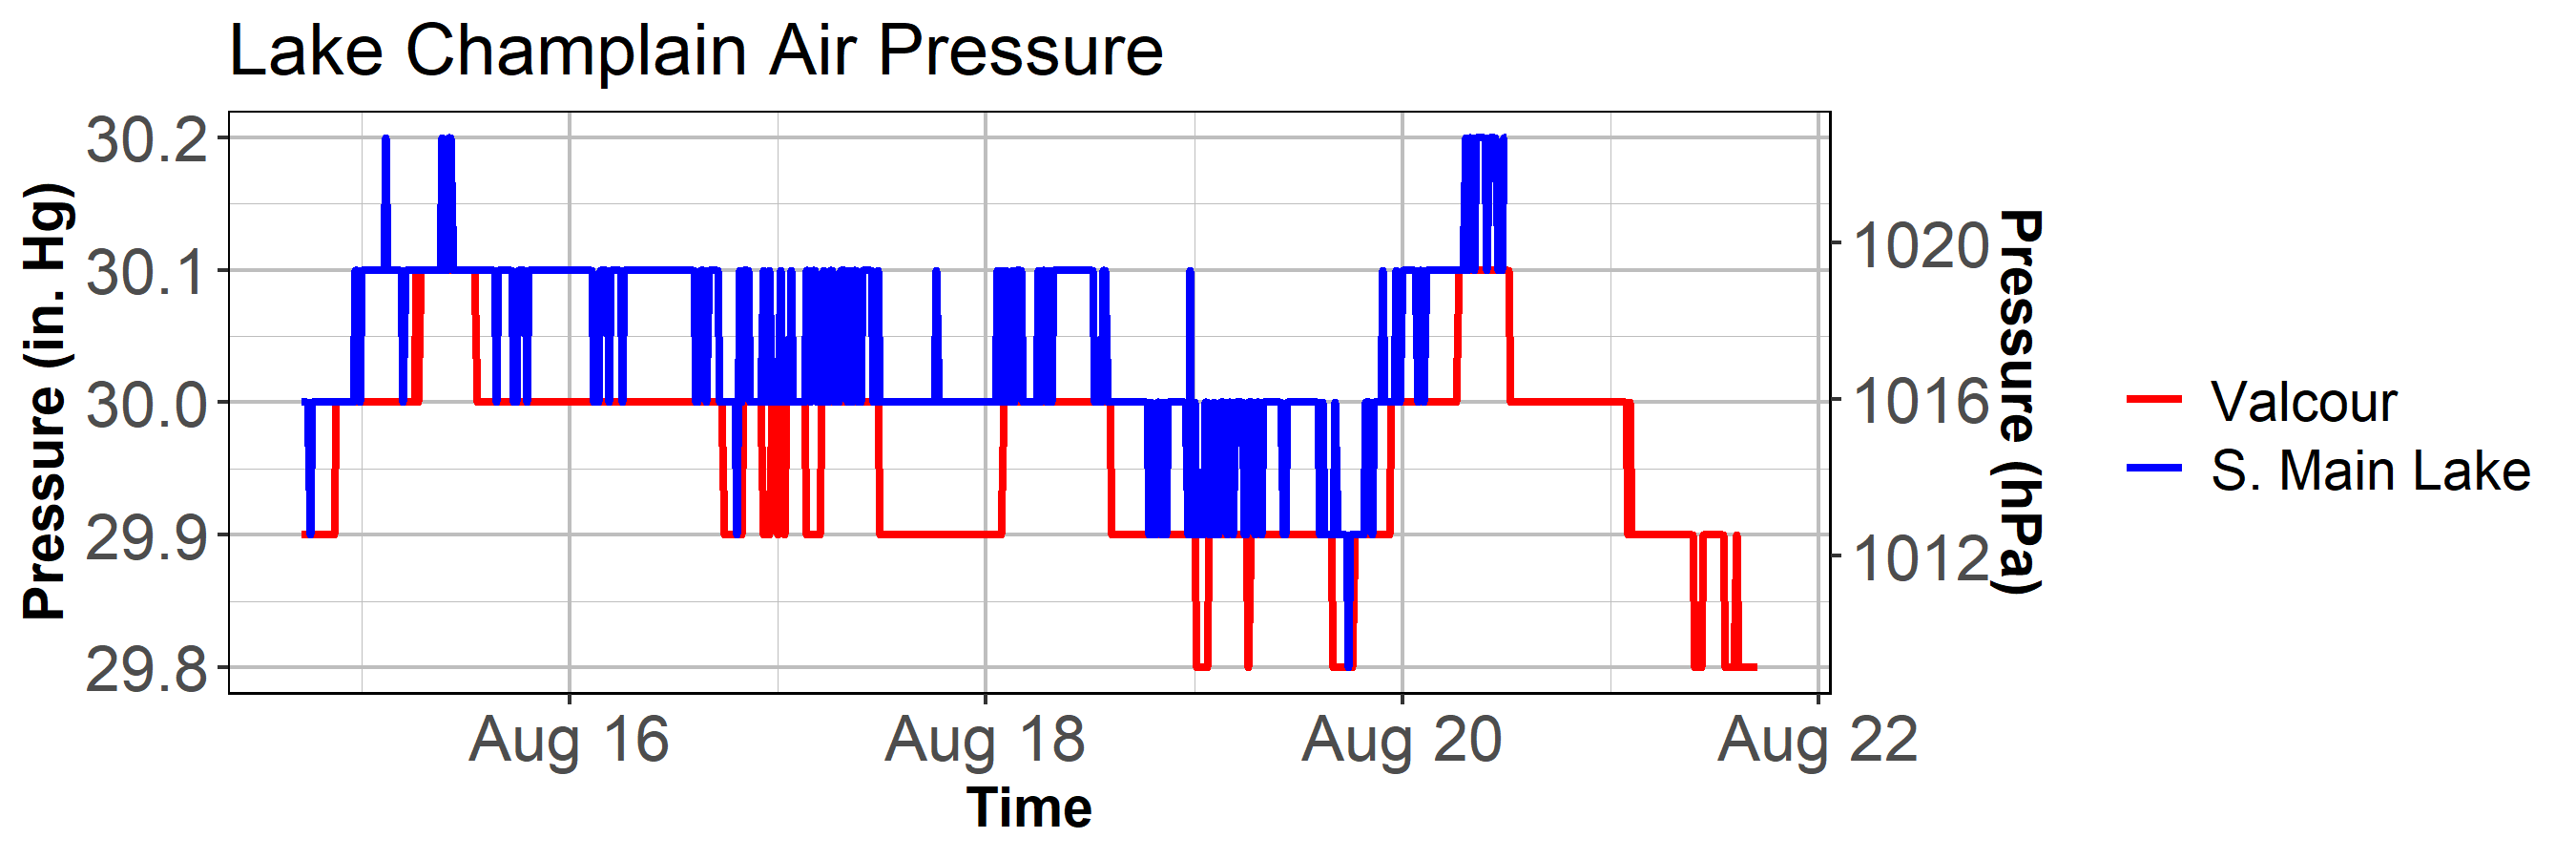 Lake Champlain Air Pressure
30.2
30.1
30.0
29.9
29.8
Pressure (in. Hg)
1020
1016
1012
Pressure (hPa)
Aug 16
Aug 18
Aug 20
Aug 22
Time
Valcour
S. Main Lake